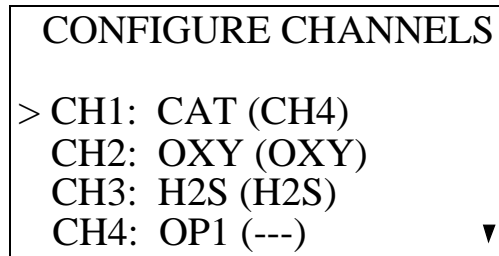 CONFIGURE CHANNELS
> CH1: CAT (CH4)
CH2: OXY (OXY)
CH3: H2S (H2S)
CH4: OP1 (---)